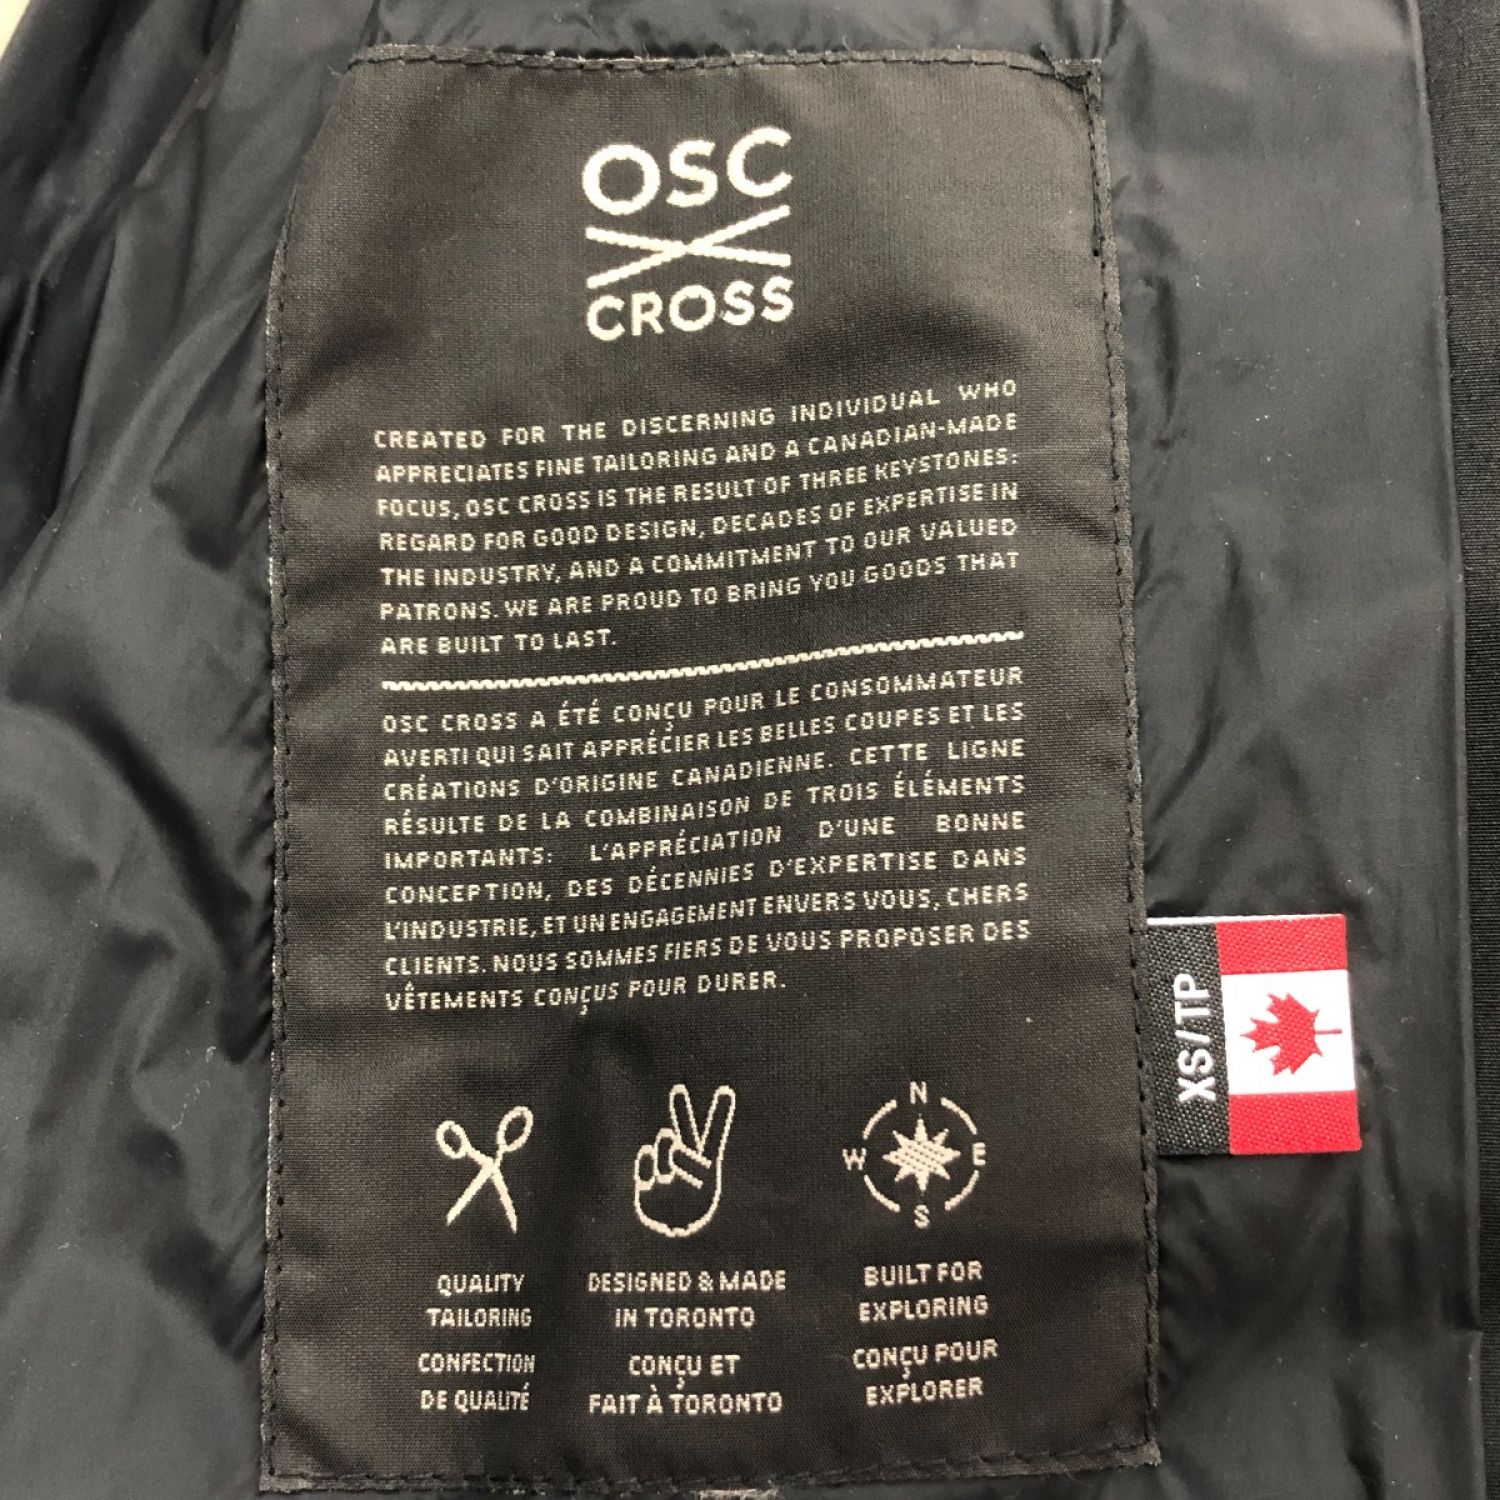 OSC
CROSS
CREATED FOR THE DISCERNING INDIVIDUAL WHO
APPRECIATES FINE TAILORING AND A CANADIAN-MADE
FOCUS, OSC CROSS IS THE RESULT OF THREE KEYSTONES:
REGARD FOR GOOD DESIGN, DECADES OF EXPERTISE IN
THE INDUSTRY, AND A COMMITMENT TO OUR VALUED
PATRONS. WE ARE PROUD TO BRING YOU GOODS THAT
ARE BUILT TO LAST.
OSC CROSS A ÉTÉ CONÇU POUR LE CONSOMMATEUR
AVERTI QUI SAIT APPRÉCIER LES BELLES COUPES ET LES
CRÉATIONS D'ORIGINE CANADIENNE. CETTE LIGNE
RÉSULTE DE LA COMBINAISON DE TROIS ÉLÉMENTS
IMPORTANTS: L'APPRÉCIATION D'UNE BONNE
CONCEPTION, DES DÉCENNIES D'EXPERTISE DANS
L'INDUSTRIE, ET UN ENGAGEMENT ENVERS VOUS, CHERS
CLIENTS. NOUS SOMMES FIERS DE VOUS PROPOSER DES
VÊTEMENTS CONÇUS POUR DURER.
XS/TP
N
W E
S
QUALITY
TAILORING
CONFECTION
DE QUALITÉ
DESIGNED & MADE
IN TORONTO
CONÇU ET
FAIT À TORONTO
BUILT FOR
EXPLORING
CONÇU POUR
EXPLORER